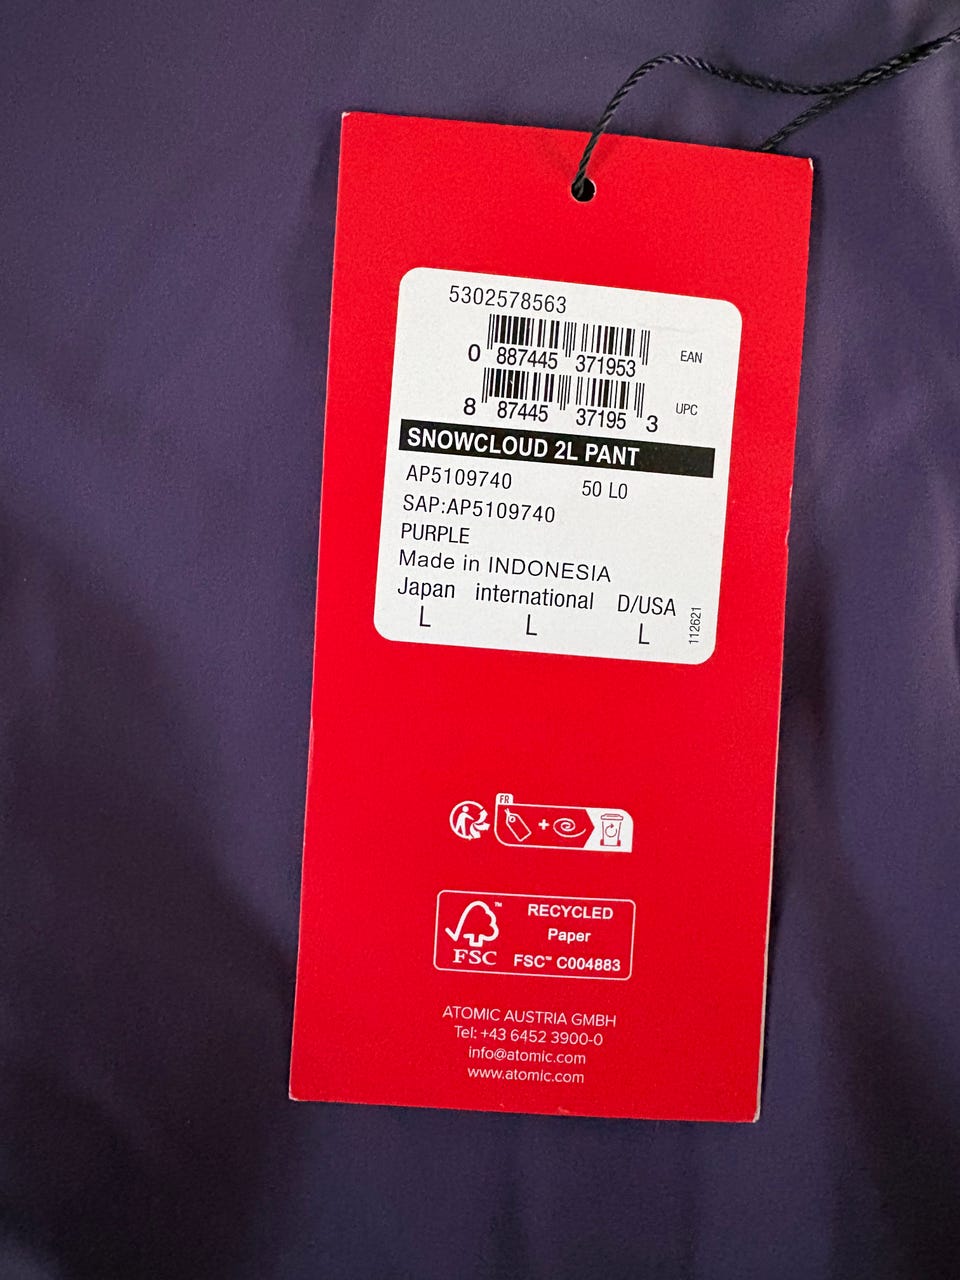 5302578563
0 887445 371953 EAN
8 87445 37195 3 UPC
SNOWCLOUD 2L PANT
AP5109740 50 L0
SAP:AP5109740
PURPLE
Made in INDONESIA
Japan international D/USA
L L L
112621
FR
+
FSC™
RECYCLED
Paper
FSC™ C004883
ATOMIC AUSTRIA GMBH
Tel: +43 6452 3900-0
info@atomic.com
www.atomic.com